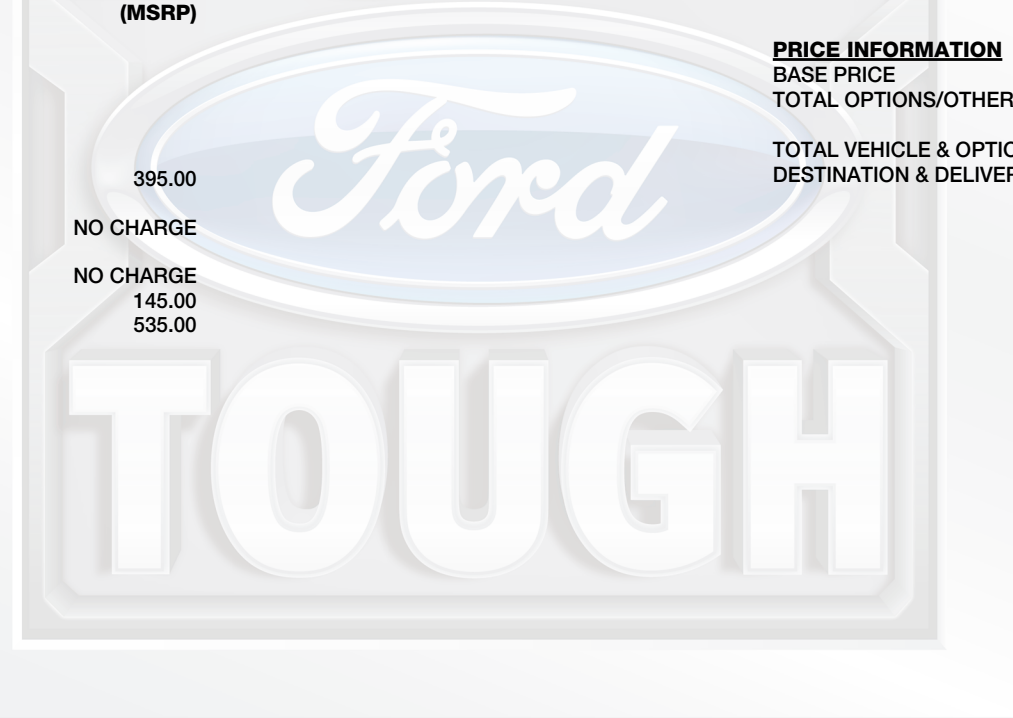 (MSRP)
395.00
NO CHARGE
NO CHARGE
145.00
535.00
PRICE INFORMATION
BASE PRICE
TOTAL OPTIONS/OTHER
TOTAL VEHICLE & OPTIO
DESTINATION & DELIVER
Ford
TOUGH